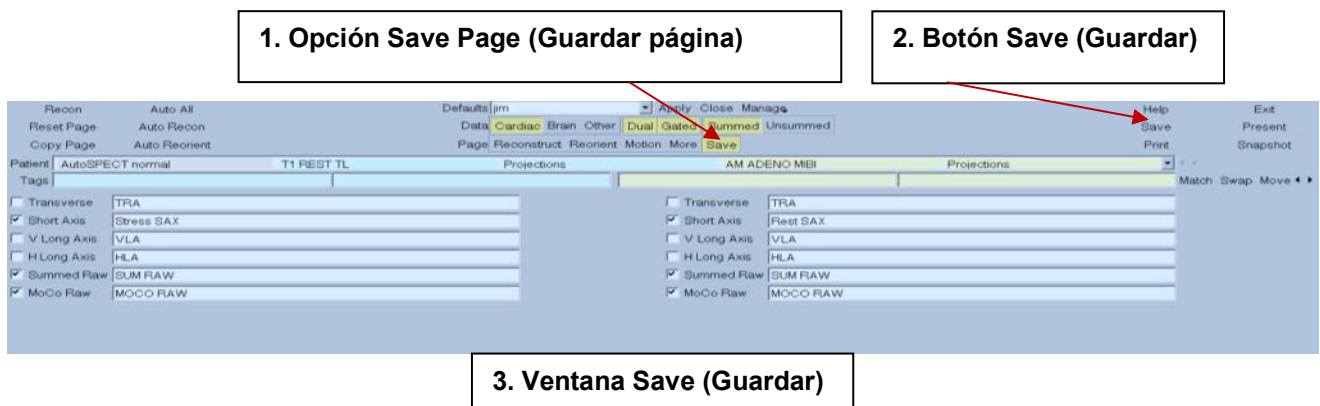 1. Opción Save Page (Guardar página)
2. Botón Save (Guardar)
Recon Auto All Defaults jim Apply Close Manage Help Exit
Reset Page Auto Recon Data Cardiac Brain Other Dual Gated Summed Unsummed Save Present
Copy Page Auto Reorient Page Reconstruct Reorient Motion More Save Print Snapshot
Patient AutoSPECT normal T1 REST TL Projections AM ADENO MIBI Projections
Tags Match Swap Move
Transverse TRA Transverse TRA
Short Axis Stress SAX Short Axis Rest SAX
V Long Axis VLA V Long Axis VLA
H Long Axis HLA H Long Axis HLA
Summed Raw SUM RAW Summed Raw SUM RAW
MoCo Raw MOCO RAW MoCo Raw MOCO RAW
3. Ventana Save (Guardar)